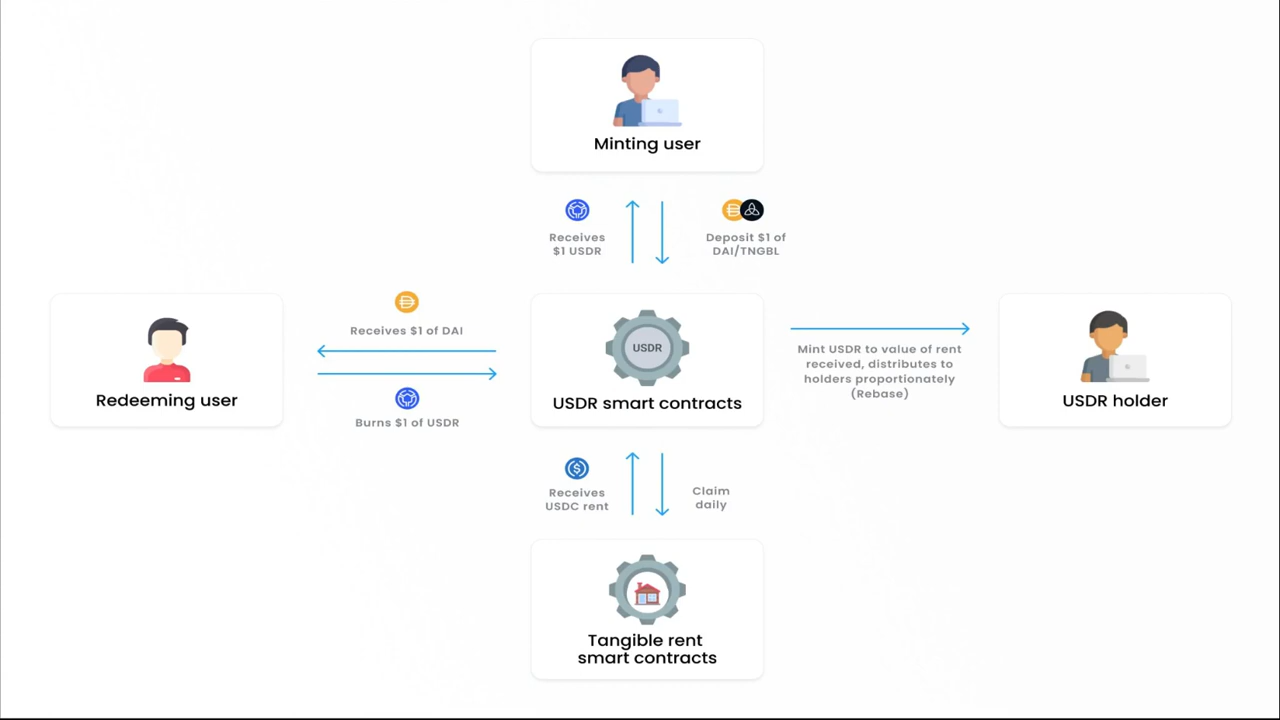 Minting user
Receives
$1 USDR
Deposit $1 of
DAI/TNGBL
Receives $1 of DAI
Burns $1 of USDR
Redeeming user
USDR
USDR smart contracts
Mint USDR to value of rent
received, distributes to
holders proportionately
(Rebase)
USDR holder
Receives
USDC rent
Claim
daily
Tangible rent
smart contracts